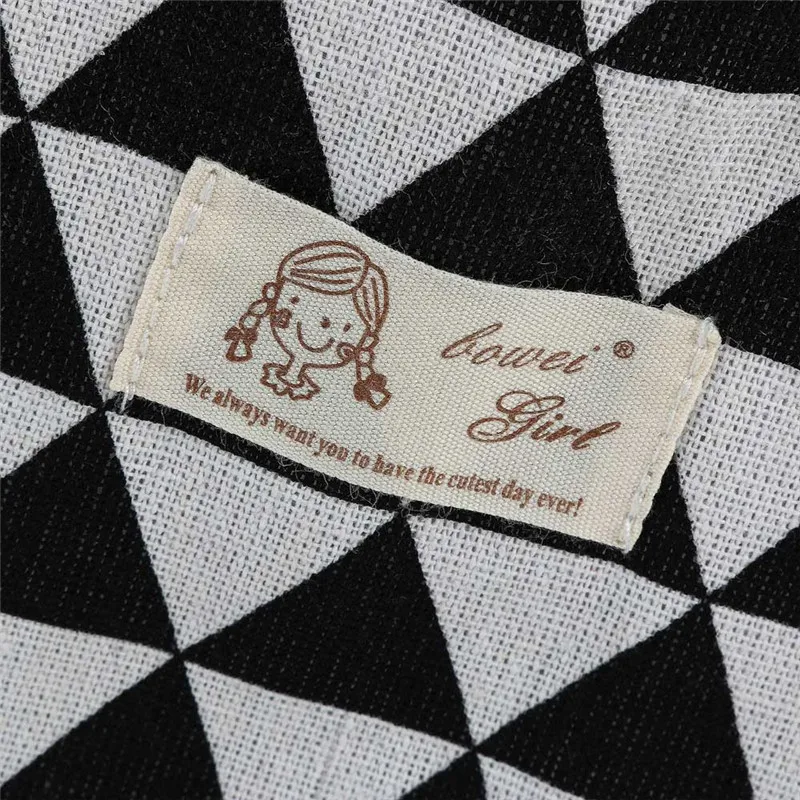 bowei ®
Girl
We always want you to have the cutest day ever!